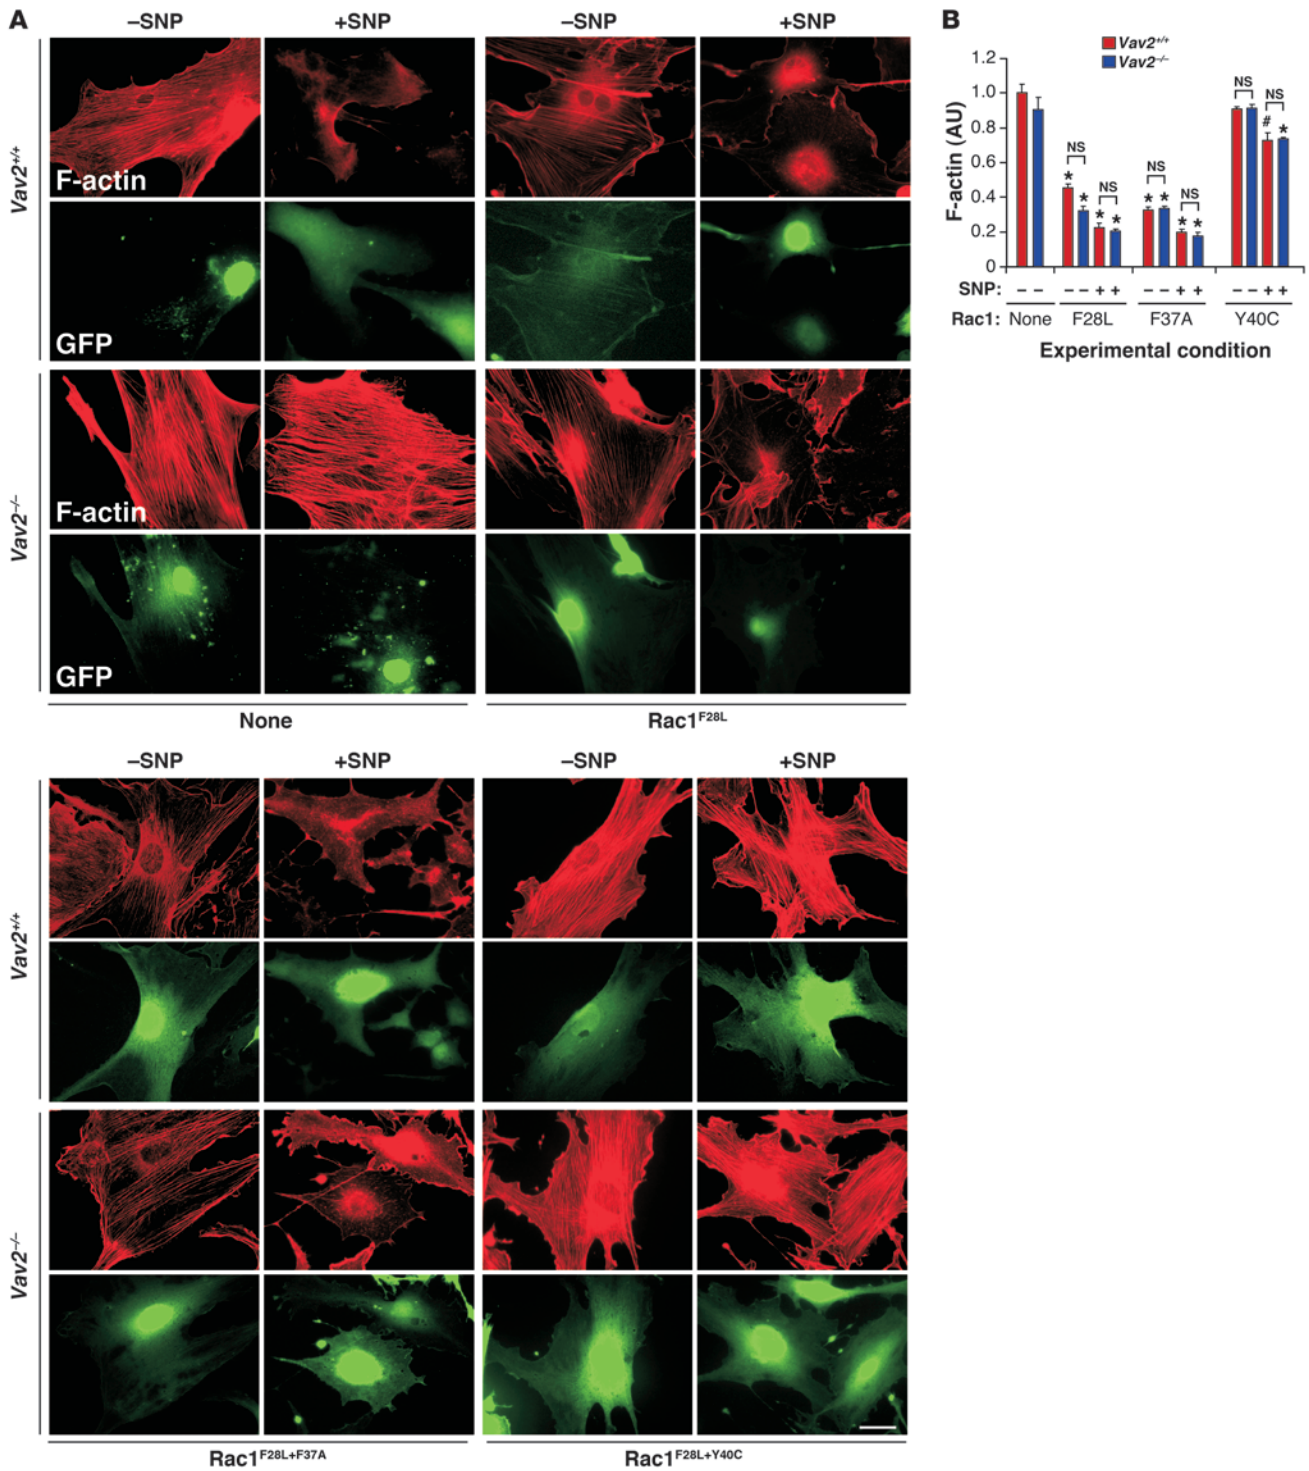 A
–SNP +SNP –SNP +SNP
Vav2+/+
F-actin
GFP
Vav2–/–
F-actin
GFP
None Rac1F28L
–SNP +SNP –SNP +SNP
Vav2+/+
Vav2–/–
Rac1F28L+F37A Rac1F28L+Y40C
B
Vav2+/+
Vav2–/–
F-actin (AU)
1.2
1.0
0.8
0.6
0.4
0.2
0
NS NS NS NS NS NS
* * * * * * * * # *
SNP: – – – – + + – – + + – – + +
Rac1: None F28L F37A Y40C
Experimental condition